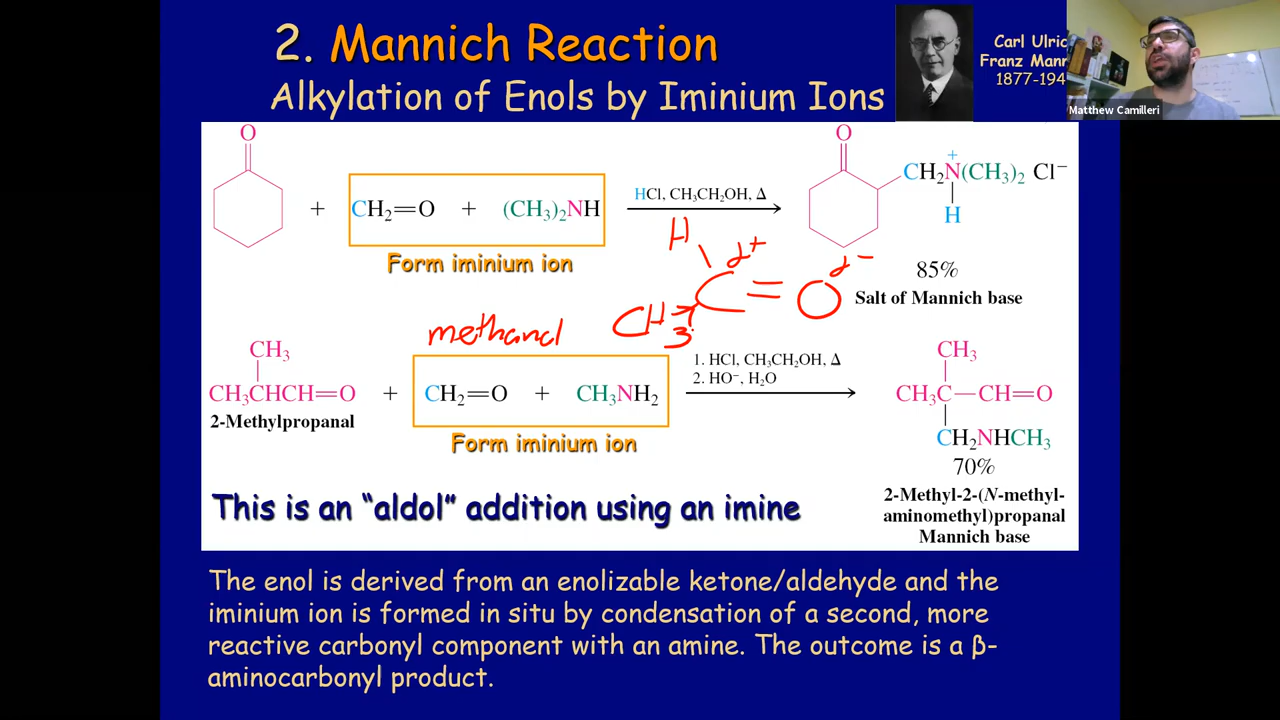 2. Mannich Reaction
Alkylation of Enols by Iminium Ions
Carl Ulric
Franz Mann
1877-194
Matthew Camilleri
O
O
CH₂N(CH₃)₂ Cl⁻
+
H
+ CH₂=O + (CH₃)₂NH
HCl, CH₃CH₂OH, Δ
Form iminium ion
85%
Salt of Mannich base
H
CH₃ C = O
methanal
CH₃
CH₃CHCH=O + CH₂=O + CH₃NH₂
2-Methylpropanal
1. HCl, CH₃CH₂OH, Δ
2. HO⁻, H₂O
Form iminium ion
CH₃
CH₃C—CH=O
CH₂NHCH₃
70%
2-Methyl-2-(N-methyl-
aminomethyl)propanal
Mannich base
This is an “aldol” addition using an imine
The enol is derived from an enolizable ketone/aldehyde and the
iminium ion is formed in situ by condensation of a second, more
reactive carbonyl component with an amine. The outcome is a β-
aminocarbonyl product.